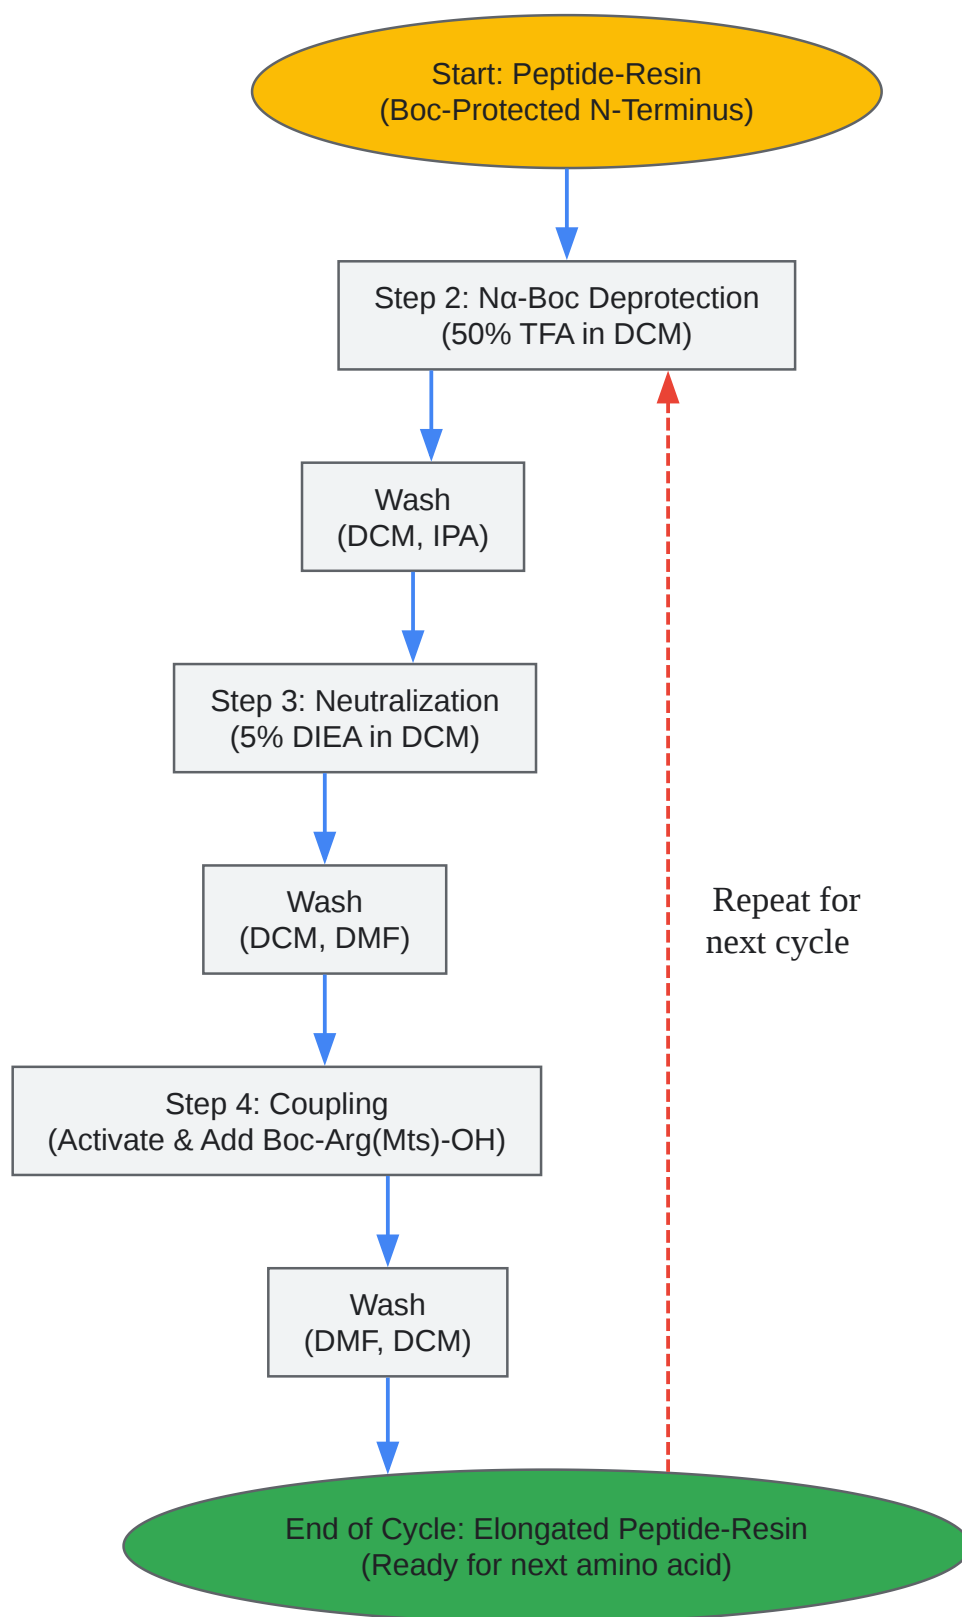 Start: Peptide-Resin
(Boc-Protected N-Terminus)
Step 2: Nα-Boc Deprotection
(50% TFA in DCM)
Wash
(DCM, IPA)
Step 3: Neutralization
(5% DIEA in DCM)
Wash
(DCM, DMF)
Repeat for
next cycle
Step 4: Coupling
(Activate & Add Boc-Arg(Mts)-OH)
Wash
(DMF, DCM)
End of Cycle: Elongated Peptide-Resin
(Ready for next amino acid)